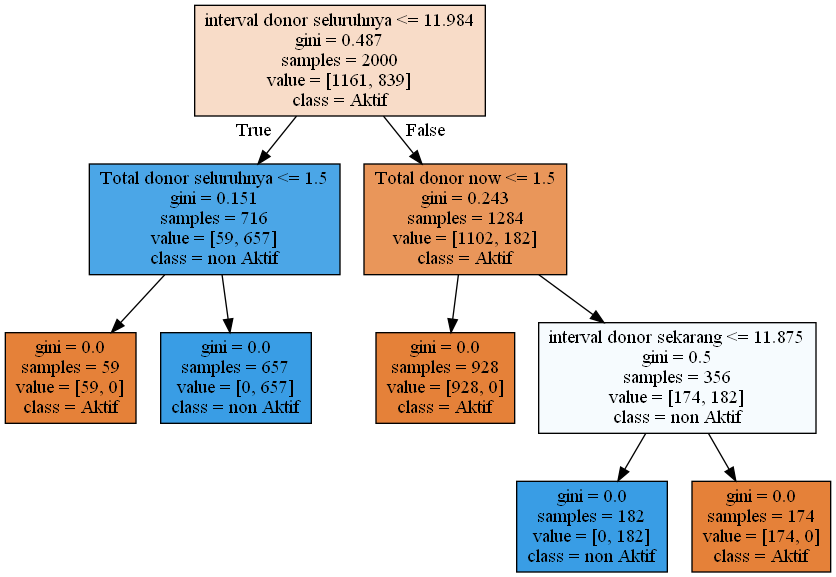 interval donor seluruhnya <= 11.984
gini = 0.487
samples = 2000
value = [1161, 839]
class = Aktif
True
False
Total donor seluruhnya <= 1.5
gini = 0.151
samples = 716
value = [59, 657]
class = non Aktif
Total donor now <= 1.5
gini = 0.243
samples = 1284
value = [1102, 182]
class = Aktif
gini = 0.0
samples = 59
value = [59, 0]
class = Aktif
gini = 0.0
samples = 657
value = [0, 657]
class = non Aktif
gini = 0.0
samples = 928
value = [928, 0]
class = Aktif
interval donor sekarang <= 11.875
gini = 0.5
samples = 356
value = [174, 182]
class = non Aktif
gini = 0.0
samples = 182
value = [0, 182]
class = non Aktif
gini = 0.0
samples = 174
value = [174, 0]
class = Aktif